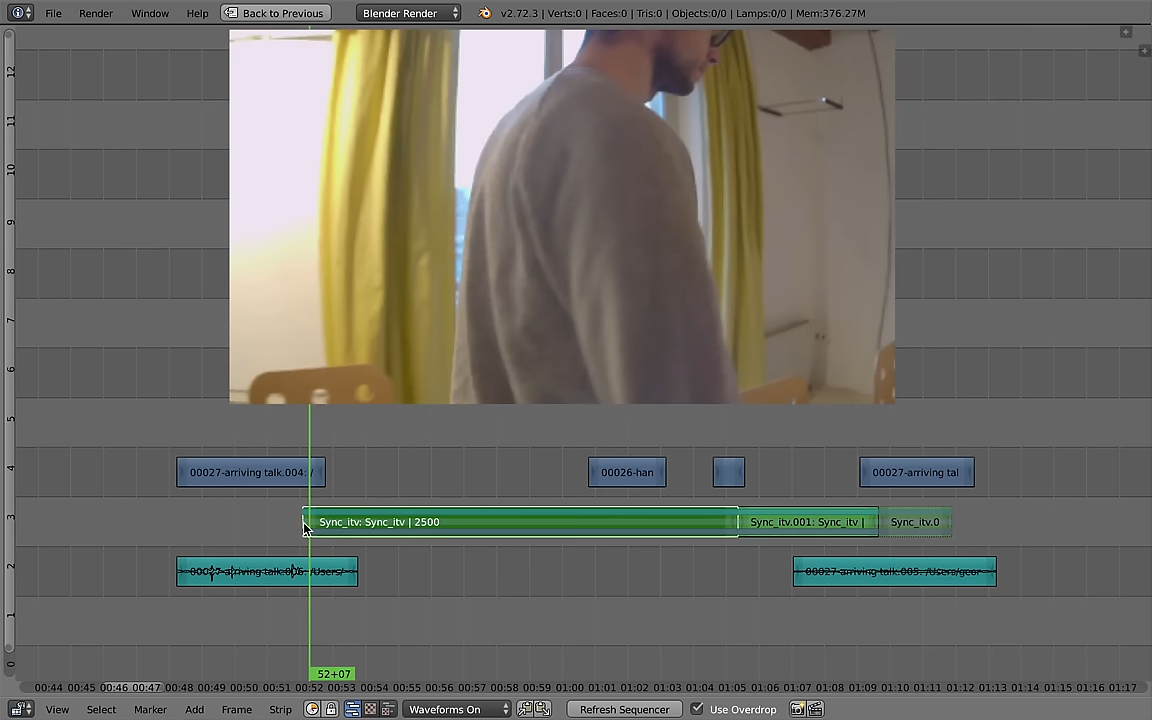 File Render Window Help Back to Previous Blender Render v2.72.3 | Verts:0 | Faces:0 | Tris:0 | Objects:0/0 | Lamps:0/0 | Mem:376.27M
12
11
10
9
8
7
6
5
4
00027-arriving talk.004: / 00026-han 00027-arriving tal
3
Sync_itv: Sync_itv | 2500 Sync_itv.001: Sync_itv | Sync_itv.0
2
00027-arriving talk.006: /Users/ 00027-arriving talk.005: /Users/geor
1
0
52+07
00:44 00:45 00:46 00:47 00:48 00:49 00:50 00:51 00:52 00:53 00:54 00:55 00:56 00:57 00:58 00:59 01:00 01:01 01:02 01:03 01:04 01:05 01:06 01:07 01:08 01:09 01:10 01:11 01:12 01:13 01:14 01:15 01:16 01:17
View Select Marker Add Frame Strip Waveforms On Refresh Sequencer Use Overdrop